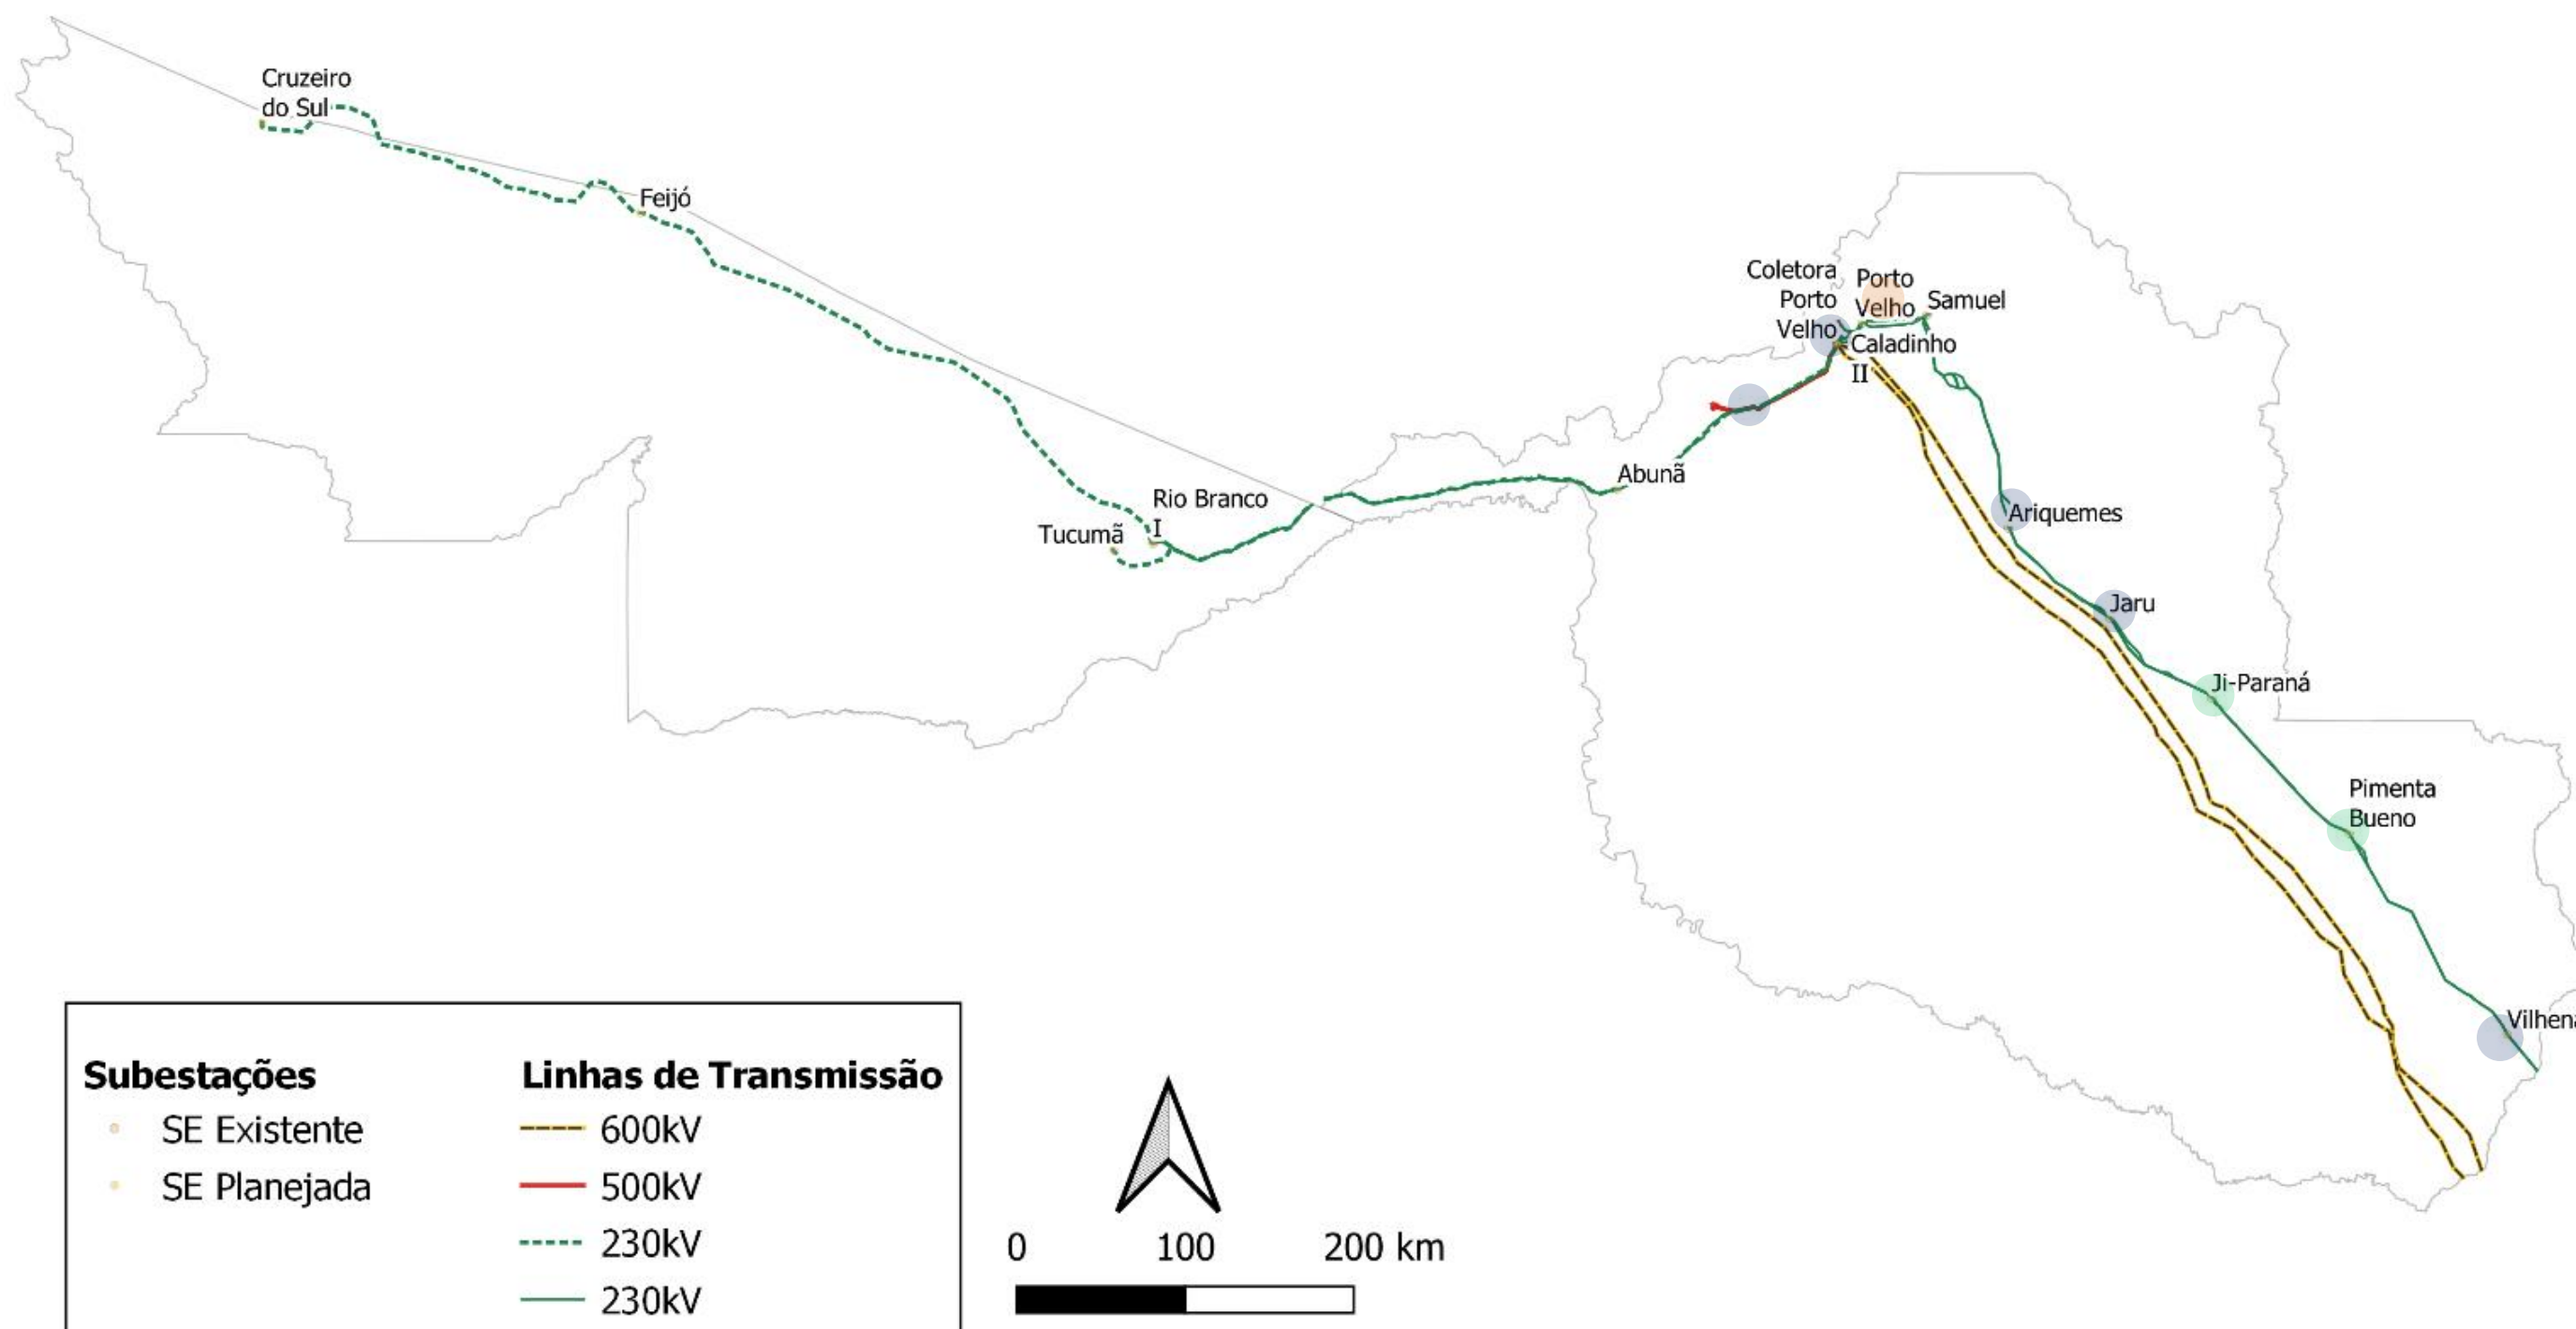 Cruzeiro
do Sul
Feijó
Coletora
Porto
Velho
Porto
Velho
Samuel
Caladinho
II
Abunã
Rio Branco
I
Tucumã
Ariquemes
Jaru
Ji-Paraná
Pimenta
Bueno
Vilhena
Subestações
SE Existente
SE Planejada
Linhas de Transmissão
600kV
500kV
230kV
230kV
0 100 200 km